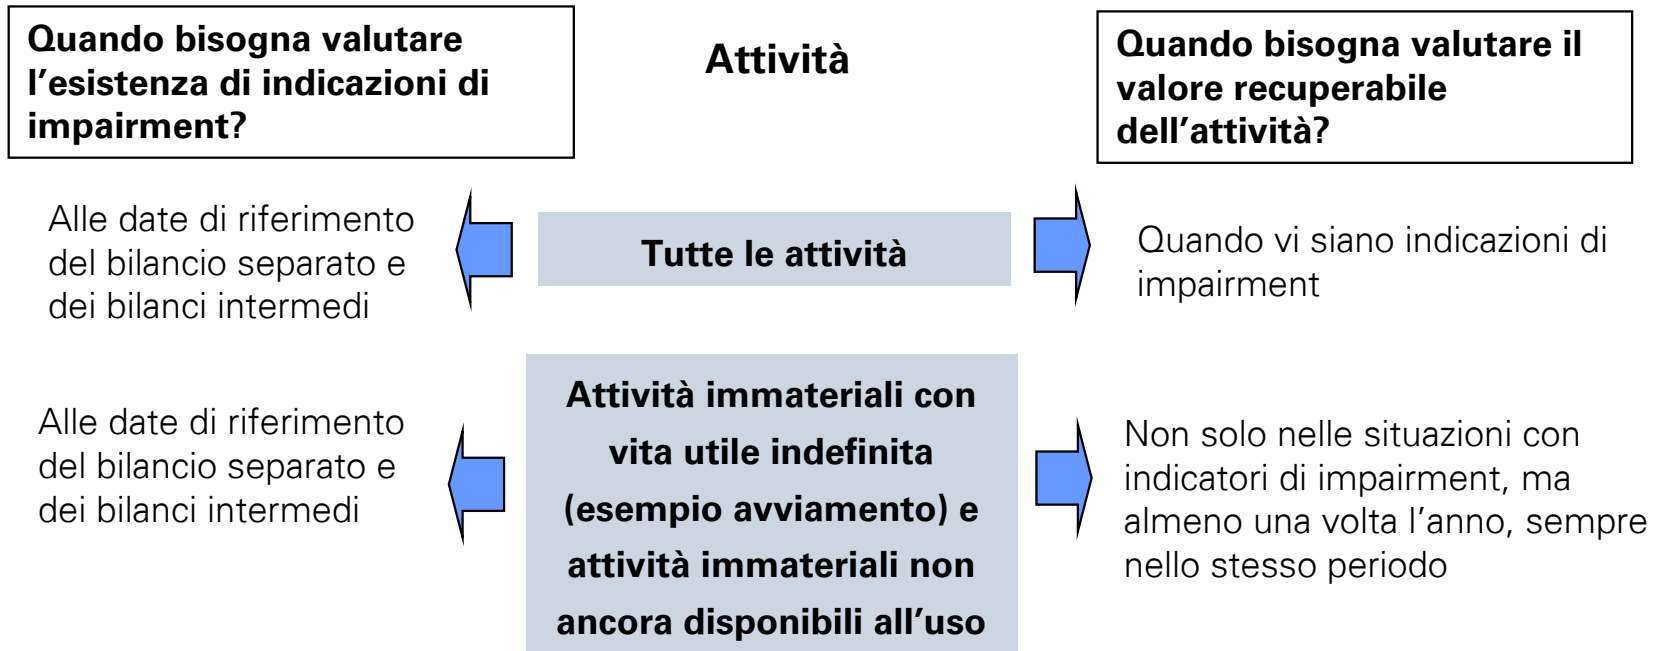 Quando bisogna valutare
l’esistenza di indicazioni di
impairment?
Attività
Quando bisogna valutare il
valore recuperabile
dell’attività?
Alle date di riferimento
del bilancio separato e
dei bilanci intermedi
Tutte le attività
Quando vi siano indicazioni di
impairment
Alle date di riferimento
del bilancio separato e
dei bilanci intermedi
Attività immateriali con
vita utile indefinita
(esempio avviamento) e
attività immateriali non
ancora disponibili all’uso
Non solo nelle situazioni con
indicatori di impairment, ma
almeno una volta l’anno, sempre
nello stesso periodo